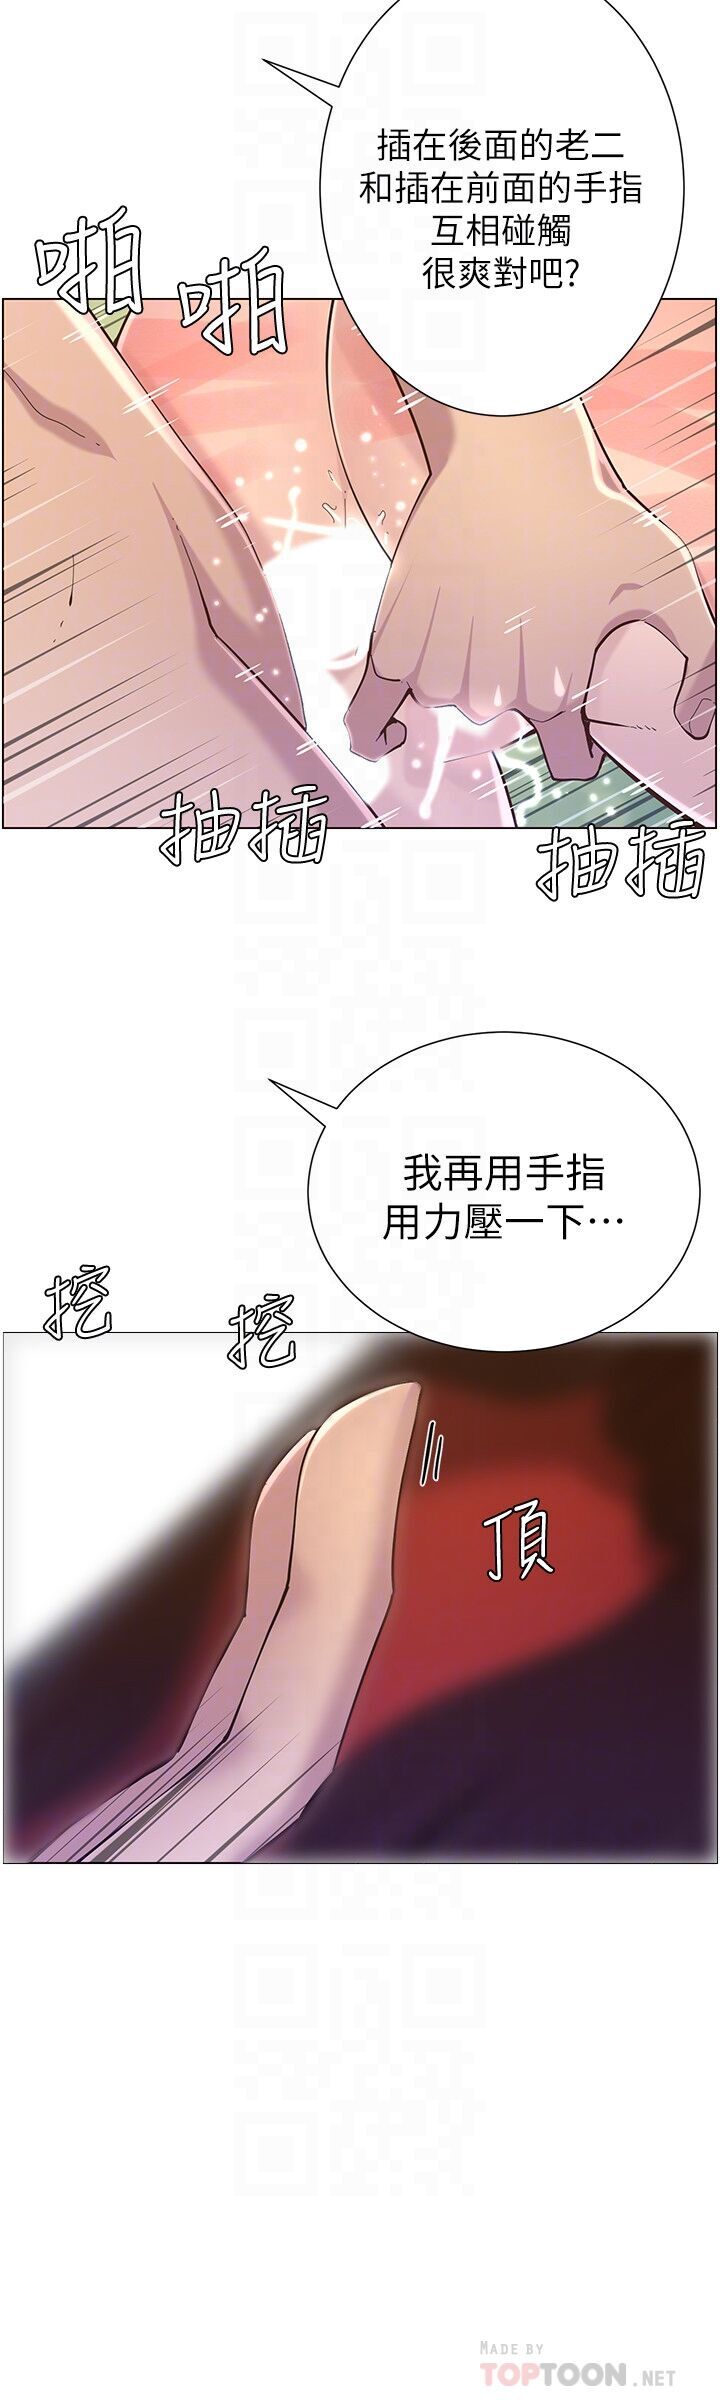 插在後面的老二
和插在前面的手指
互相碰觸
很爽對吧?
啪
啪
抽插
抽插
我再用手指
用力壓一下…
挖
挖
頂
MADE BY
TOPTOON.NET